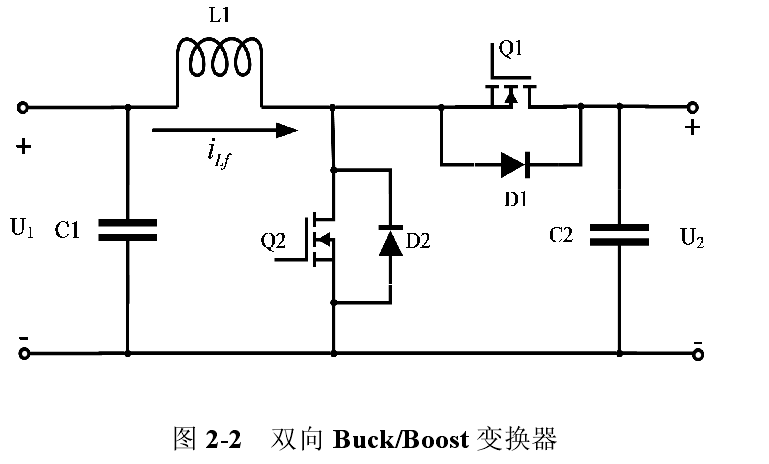 L1
Q1
+
i_Lf
+
D1
U₁
C1
Q2
D2
C2
U₂
-
-
图 2-2 双向 Buck/Boost 变换器